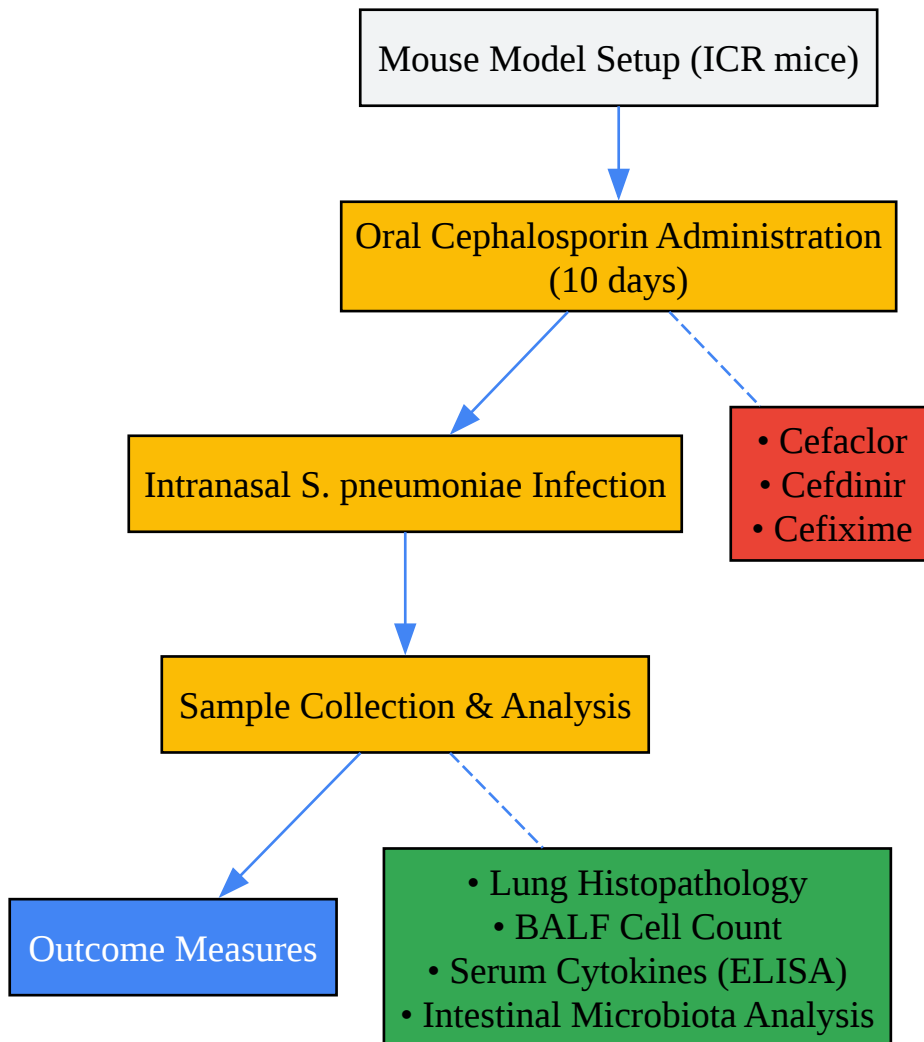 Mouse Model Setup (ICR mice)
Oral Cephalosporin Administration
(10 days)
• Cefaclor
• Cefdinir
• Cefixime
Intranasal S. pneumoniae Infection
Sample Collection & Analysis
Outcome Measures
• Lung Histopathology
• BALF Cell Count
• Serum Cytokines (ELISA)
• Intestinal Microbiota Analysis